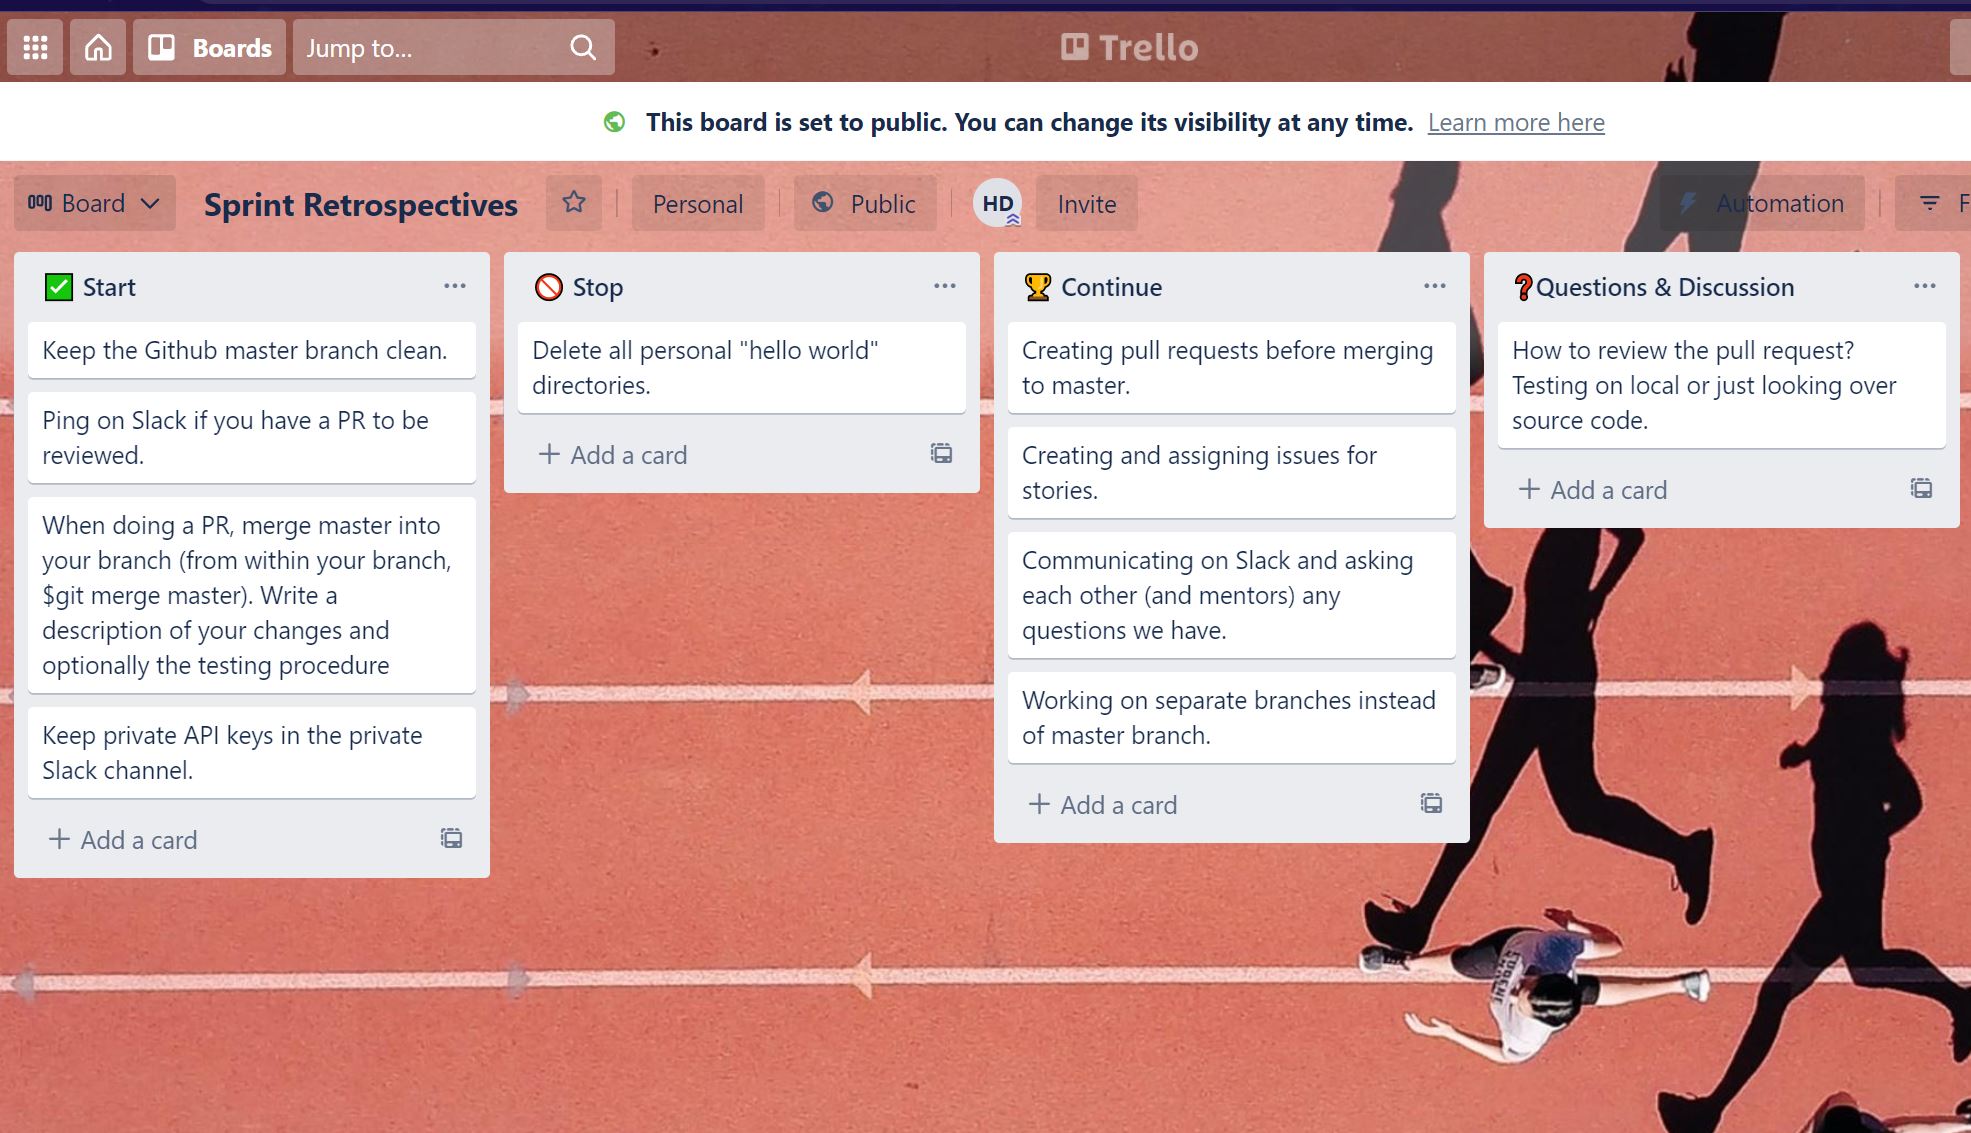 Boards
Jump to...
Trello
This board is set to public. You can change its visibility at any time. Learn more here
Board
Sprint Retrospectives
Personal
Public
HD
Invite
Automation
F
✅ Start
Keep the Github master branch clean.
Ping on Slack if you have a PR to be
reviewed.
When doing a PR, merge master into
your branch (from within your branch,
$git merge master). Write a
description of your changes and
optionally the testing procedure
Keep private API keys in the private
Slack channel.
+ Add a card
🚫 Stop
Delete all personal "hello world"
directories.
+ Add a card
🏆 Continue
Creating pull requests before merging
to master.
Creating and assigning issues for
stories.
Communicating on Slack and asking
each other (and mentors) any
questions we have.
Working on separate branches instead
of master branch.
+ Add a card
❓Questions & Discussion
How to review the pull request?
Testing on local or just looking over
source code.
+ Add a card